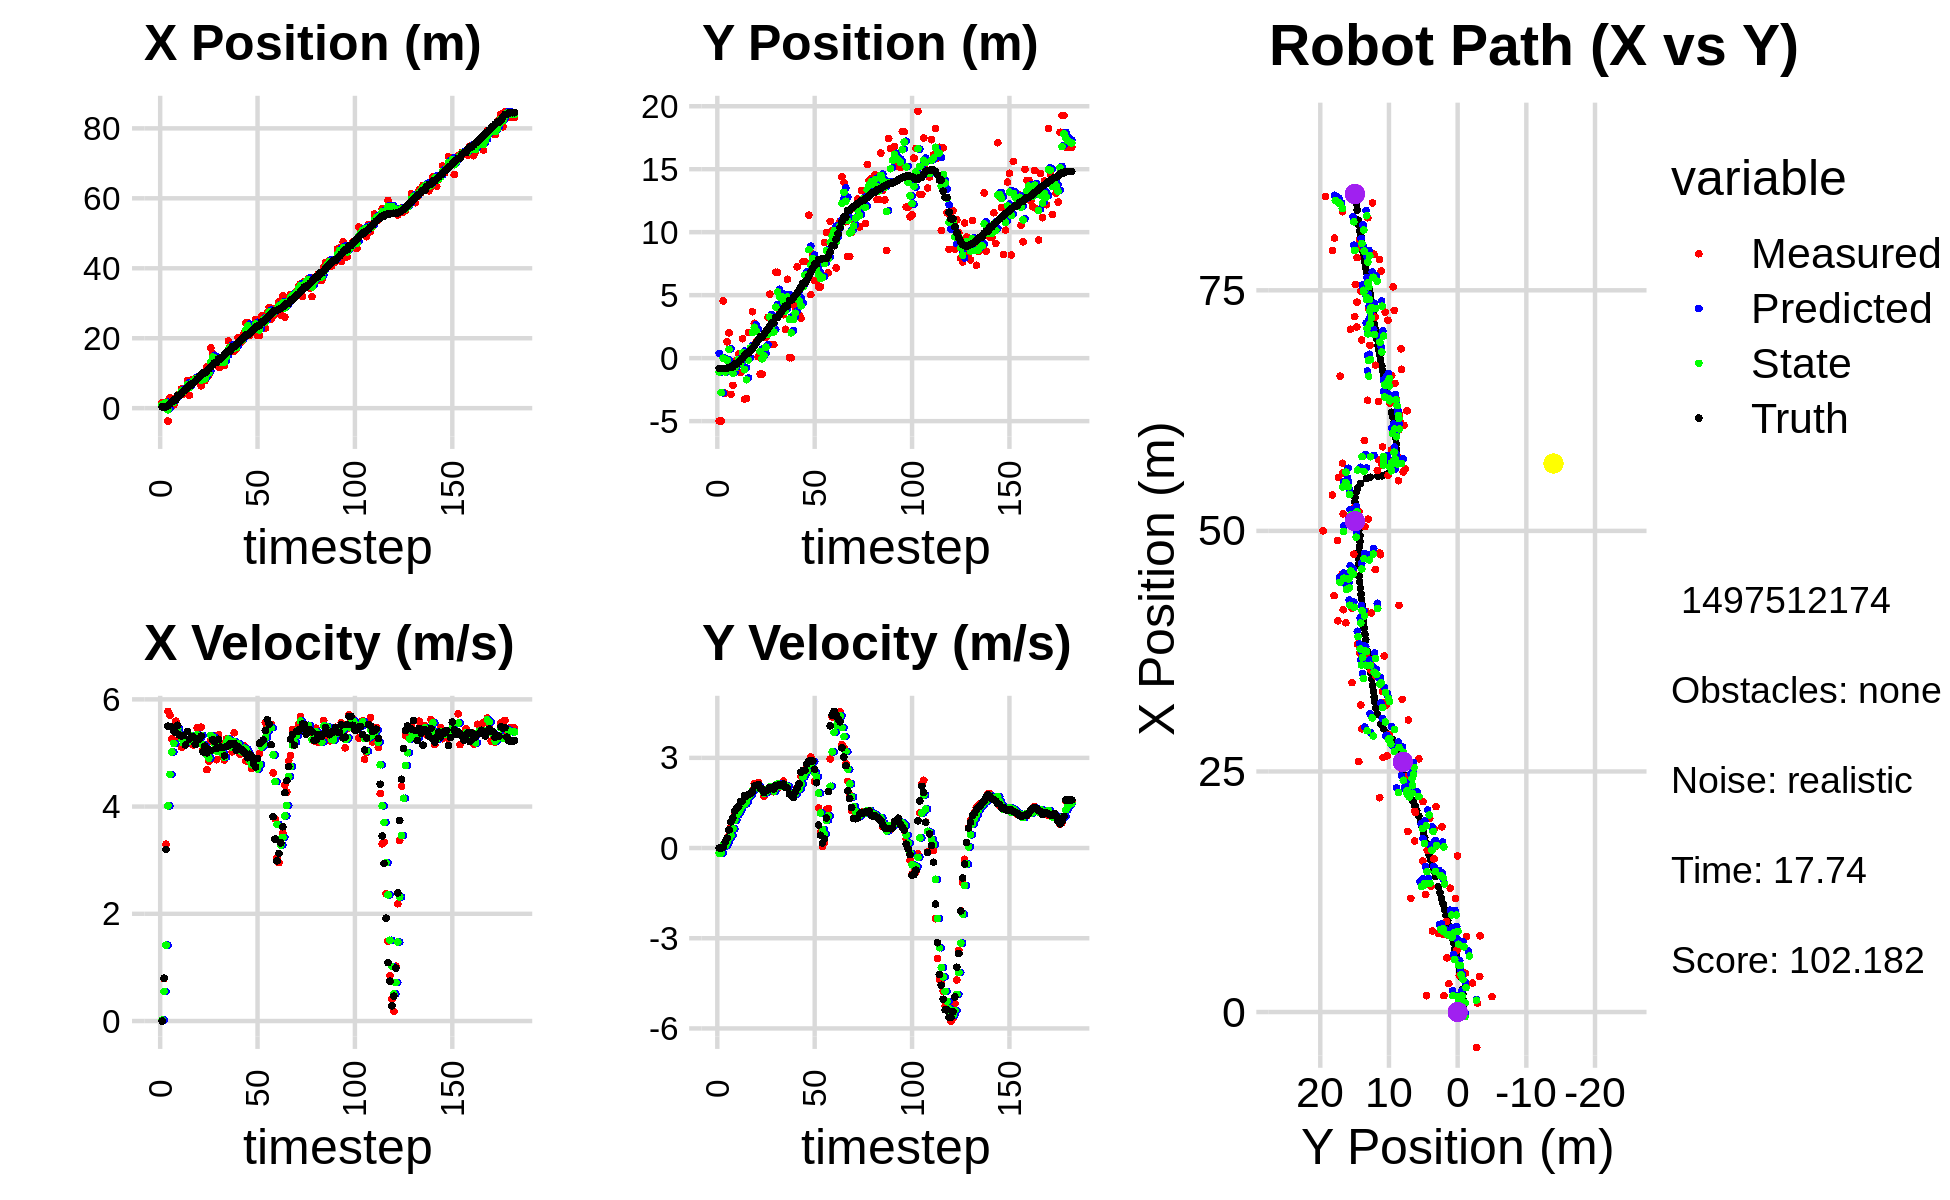 X Position (m)
80
60
40
20
0
0
50
100
150
timestep
Y Position (m)
20
15
10
5
0
-5
0
50
100
150
timestep
X Velocity (m/s)
6
4
2
0
0
50
100
150
timestep
Y Velocity (m/s)
3
0
-3
-6
0
50
100
150
timestep
Robot Path (X vs Y)
X Position (m)
75
50
25
0
20 10 0 -10 -20
Y Position (m)
variable
Measured
Predicted
State
Truth
1497512174
Obstacles: none
Noise: realistic
Time: 17.74
Score: 102.182